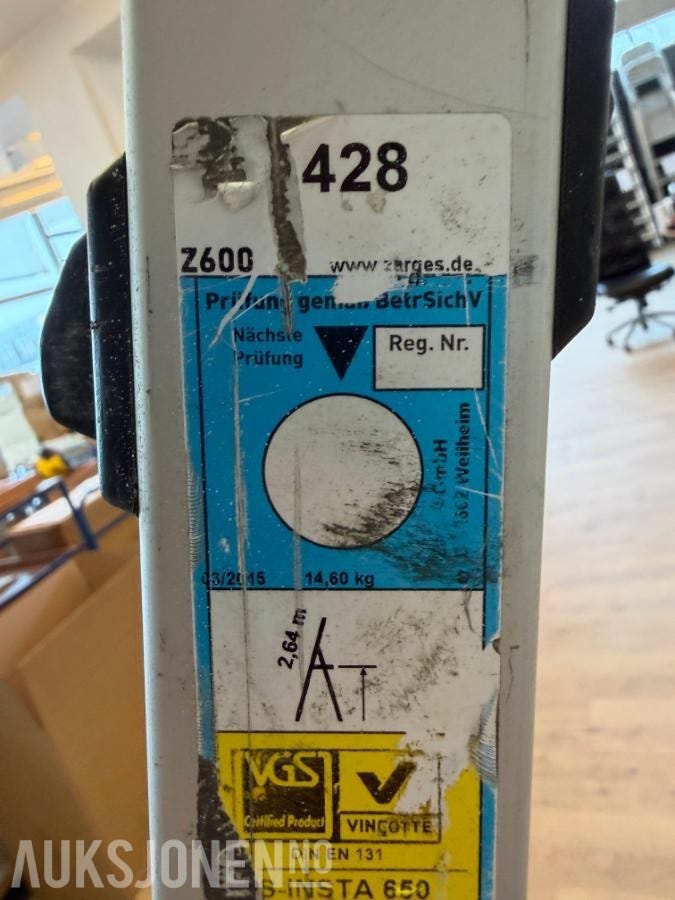 428
Z600 www.zarges.de
Prüfung gemäß BetrSichV
Nächste
Prüfung
Reg. Nr.
GmbH
Weilheim
03/2015 14,60 kg
2,64 m
VGS
Certified Product
VINÇOTTE
DIN EN 131
S-INSTA 650
AUKSJONEN.NO